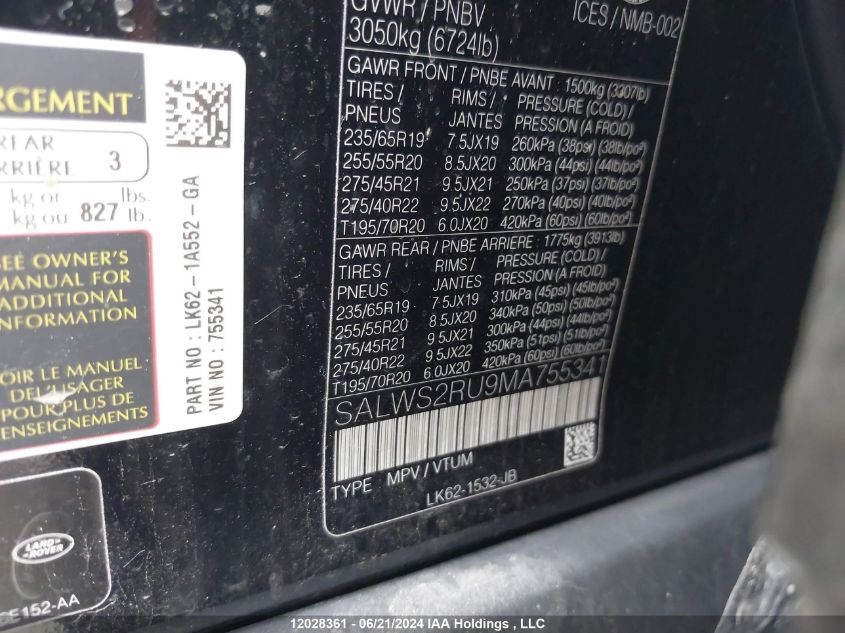 RGEMENT
REAR
RRIÈRE 3
kg or lbs.
kg ou 827 lb.
SEE OWNER'S
MANUAL FOR
ADDITIONAL
INFORMATION
OIR LE MANUEL
DE L'USAGER
POUR PLUS DE
ENSEIGNEMENTS
PART NO : LK62-1A552-GA
VIN NO : 755341
LAND
ROVER
CE152-AA
GVWR / PNBV
3050kg (6724lb)
ICES / NMB-002
GAWR FRONT / PNBE AVANT : 1500kg (3307lb)
TIRES / RIMS / PRESSURE (COLD) /
PNEUS JANTES PRESSION (A FROID)
235/65R19 7.5JX19 260kPa (38psi) (38lb/po²)
255/55R20 8.5JX20 300kPa (44psi) (44lb/po²)
275/45R21 9.5JX21 250kPa (37psi) (37lb/po²)
275/40R22 9.5JX22 270kPa (40psi) (40lb/po²)
T195/70R20 6.0JX20 420kPa (60psi) (60lb/po²)
GAWR REAR / PNBE ARRIERE : 1775kg (3913lb)
TIRES / RIMS / PRESSURE (COLD) /
PNEUS JANTES PRESSION (A FROID)
235/65R19 7.5JX19 310kPa (45psi) (45lb/po²)
255/55R20 8.5JX20 340kPa (50psi) (50lb/po²)
275/45R21 9.5JX21 300kPa (44psi) (44lb/po²)
275/40R22 9.5JX22 350kPa (51psi) (51lb/po²)
T195/70R20 6.0JX20 420kPa (60psi) (60lb/po²)
SALWS2RU9MA755341
TYPE MPV / VTUM
LK62-1532-JB
12028361 - 06/21/2024 IAA Holdings , LLC